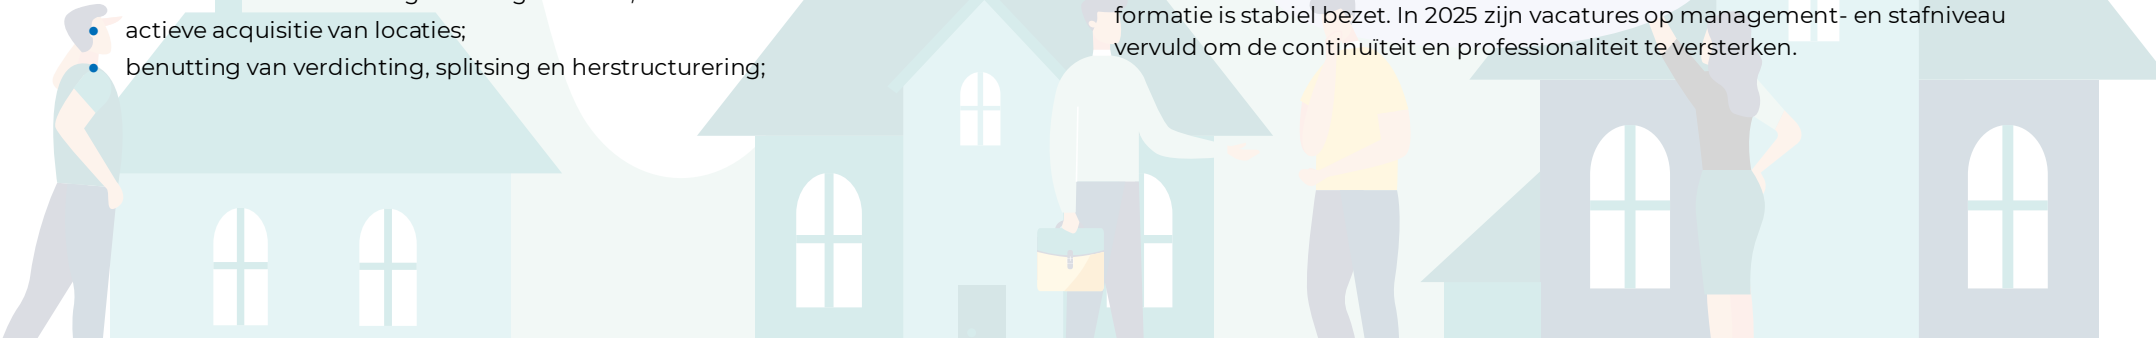 actieve acquisitie van locaties;
benutting van verdichting, splitsing en herstructurering;
formatie is stabiel bezet. In 2025 zijn vacatures op management- en stafniveau
vervuld om de continuïteit en professionaliteit te versterken.